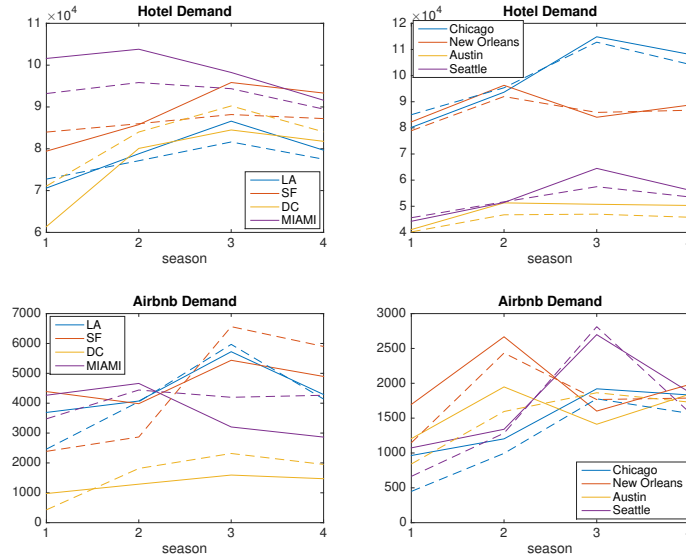 Hotel Demand
×10^4
11
10
9
8
7
6
1 2 3 4
season
LA
SF
DC
MIAMI
Hotel Demand
×10^4
12
11
10
9
8
7
6
5
4
1 2 3
season
Chicago
New Orleans
Austin
Seattle
Airbnb Demand
7000
6000
5000
4000
3000
2000
1000
0
1 2 3 4
season
LA
SF
DC
MIAMI
Airbnb Demand
3000
2500
2000
1500
1000
500
0
1 2 3
season
Chicago
New Orleans
Austin
Seattle